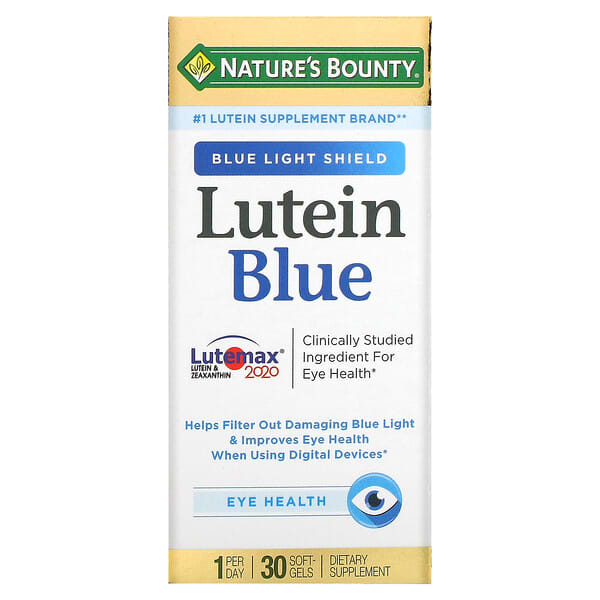 NATURE'S BOUNTY®
#1 LUTEIN SUPPLEMENT BRAND**
BLUE LIGHT SHIELD
Lutein
Blue
Lutemax®
2020
LUTEIN &
ZEAXANTHIN
Clinically Studied
Ingredient For
Eye Health*
Helps Filter Out Damaging Blue Light
& Improves Eye Health
When Using Digital Devices*
EYE HEALTH
1 PER DAY
30 SOFT-GELS
DIETARY SUPPLEMENT